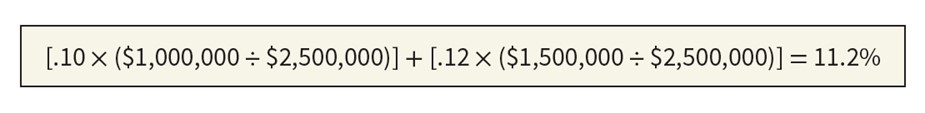 [.10 × ($1,000,000 ÷ $2,500,000)] + [.12 × ($1,500,000 ÷ $2,500,000)] = 11.2%